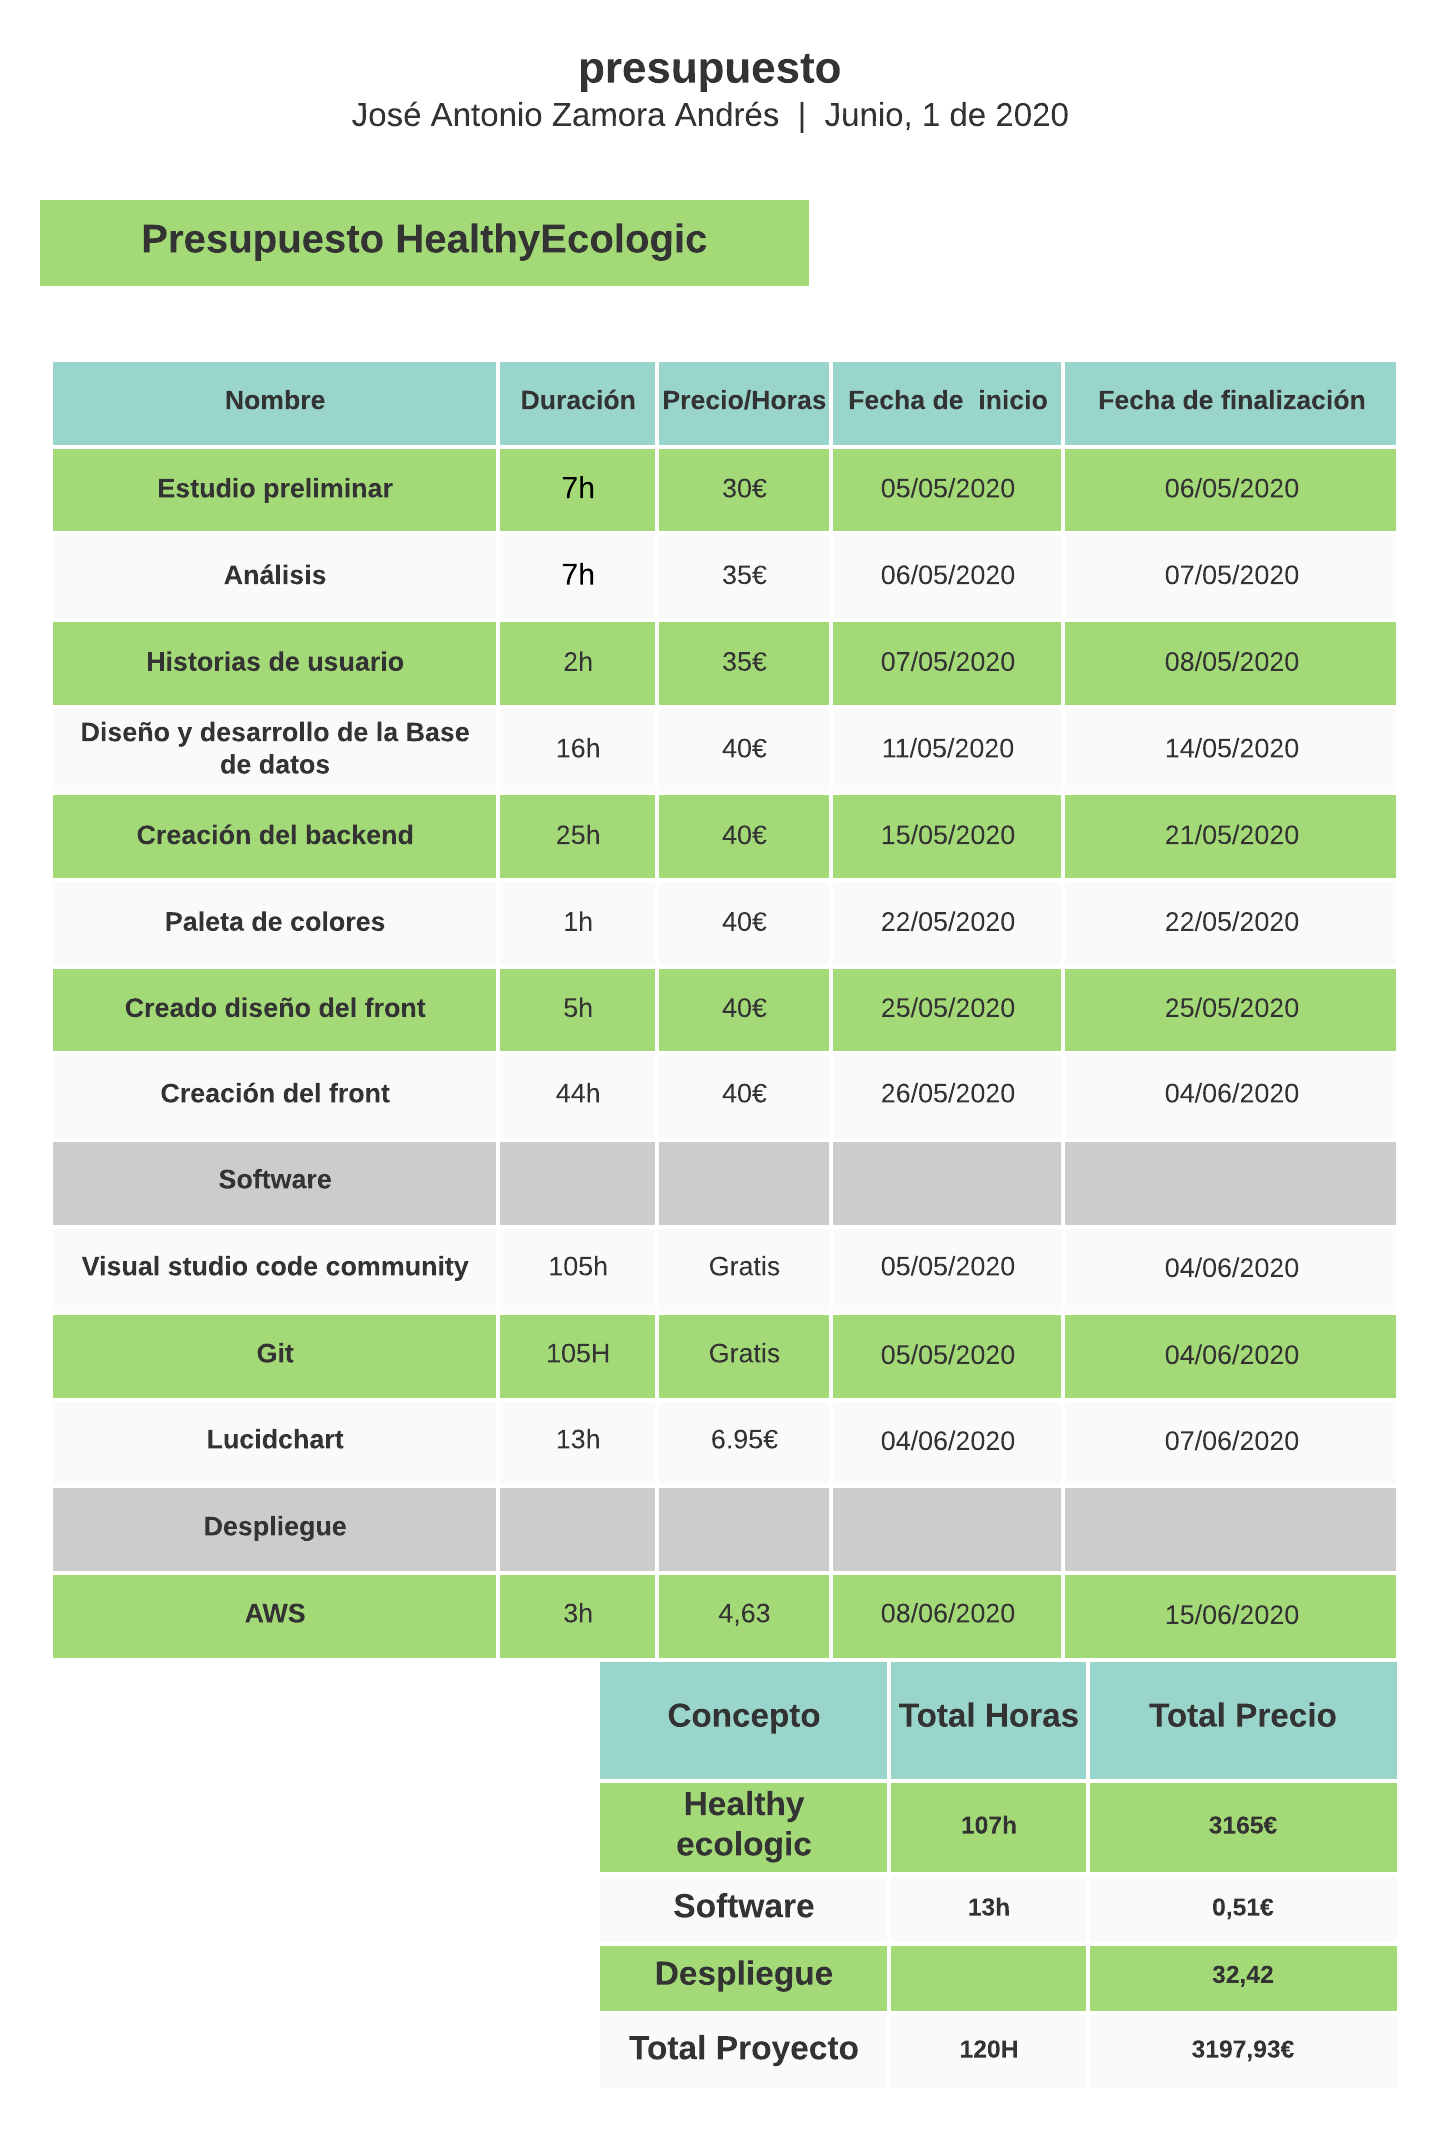 presupuesto
José Antonio Zamora Andrés | Junio, 1 de 2020
Presupuesto HealthyEcologic
Nombre Duración Precio/Horas Fecha de inicio Fecha de finalización
Estudio preliminar 7h 30€ 05/05/2020 06/05/2020
Análisis 7h 35€ 06/05/2020 07/05/2020
Historias de usuario 2h 35€ 07/05/2020 08/05/2020
Diseño y desarrollo de la Base
de datos 16h 40€ 11/05/2020 14/05/2020
Creación del backend 25h 40€ 15/05/2020 21/05/2020
Paleta de colores 1h 40€ 22/05/2020 22/05/2020
Creado diseño del front 5h 40€ 25/05/2020 25/05/2020
Creación del front 44h 40€ 26/05/2020 04/06/2020
Software
Visual studio code community 105h Gratis 05/05/2020 04/06/2020
Git 105H Gratis 05/05/2020 04/06/2020
Lucidchart 13h 6.95€ 04/06/2020 07/06/2020
Despliegue
AWS 3h 4,63 08/06/2020 15/06/2020
Concepto Total Horas Total Precio
Healthy
ecologic 107h 3165€
Software 13h 0,51€
Despliegue 32,42
Total Proyecto 120H 3197,93€